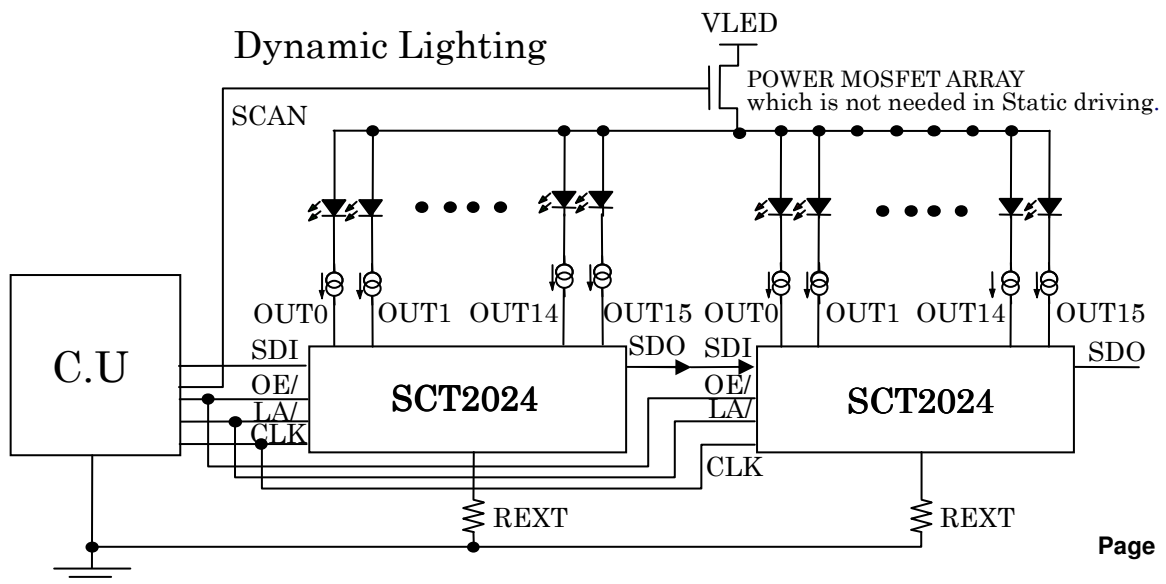 VLED
Dynamic Lighting
POWER MOSFET ARRAY
which is not needed in Static driving.
SCAN
OUT0 OUT1 OUT14 OUT15 OUT0 OUT1 OUT14 OUT15
SDI SDO SDI SDO
C.U
OE/ OE/
SCT2024 SCT2024
LA/ LA/
CLK CLK
REXT REXT
Page